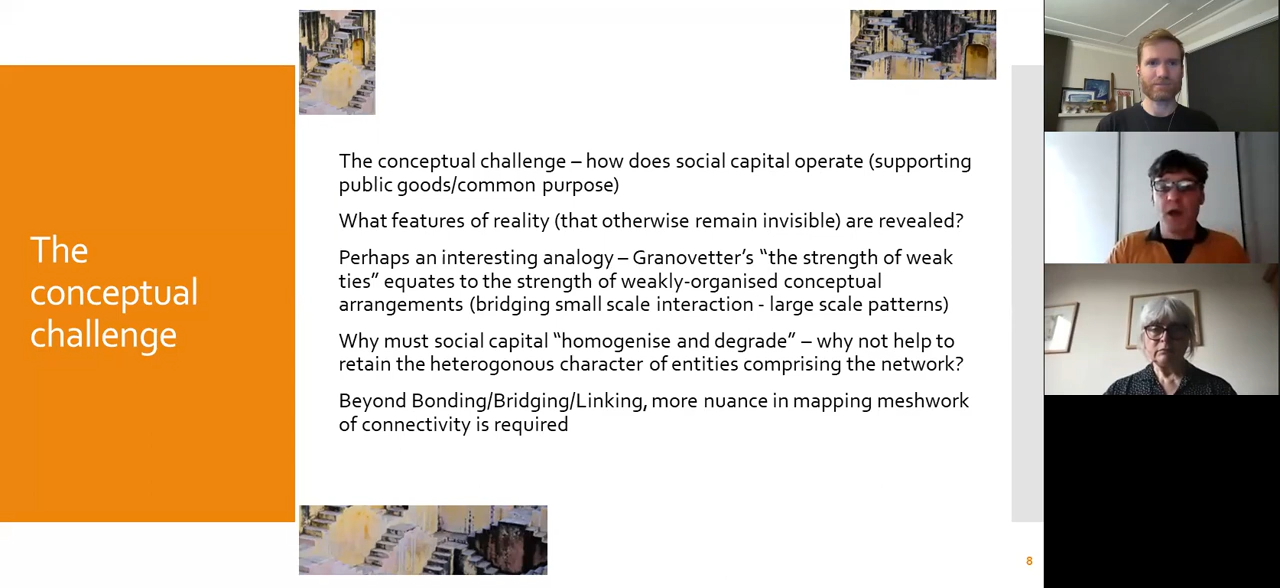 The
conceptual
challenge
The conceptual challenge – how does social capital operate (supporting
public goods/common purpose)
What features of reality (that otherwise remain invisible) are revealed?
Perhaps an interesting analogy – Granovetter's “the strength of weak
ties” equates to the strength of weakly-organised conceptual
arrangements (bridging small scale interaction - large scale patterns)
Why must social capital “homogenise and degrade” – why not help to
retain the heterogonous character of entities comprising the network?
Beyond Bonding/Bridging/Linking, more nuance in mapping meshwork
of connectivity is required
8